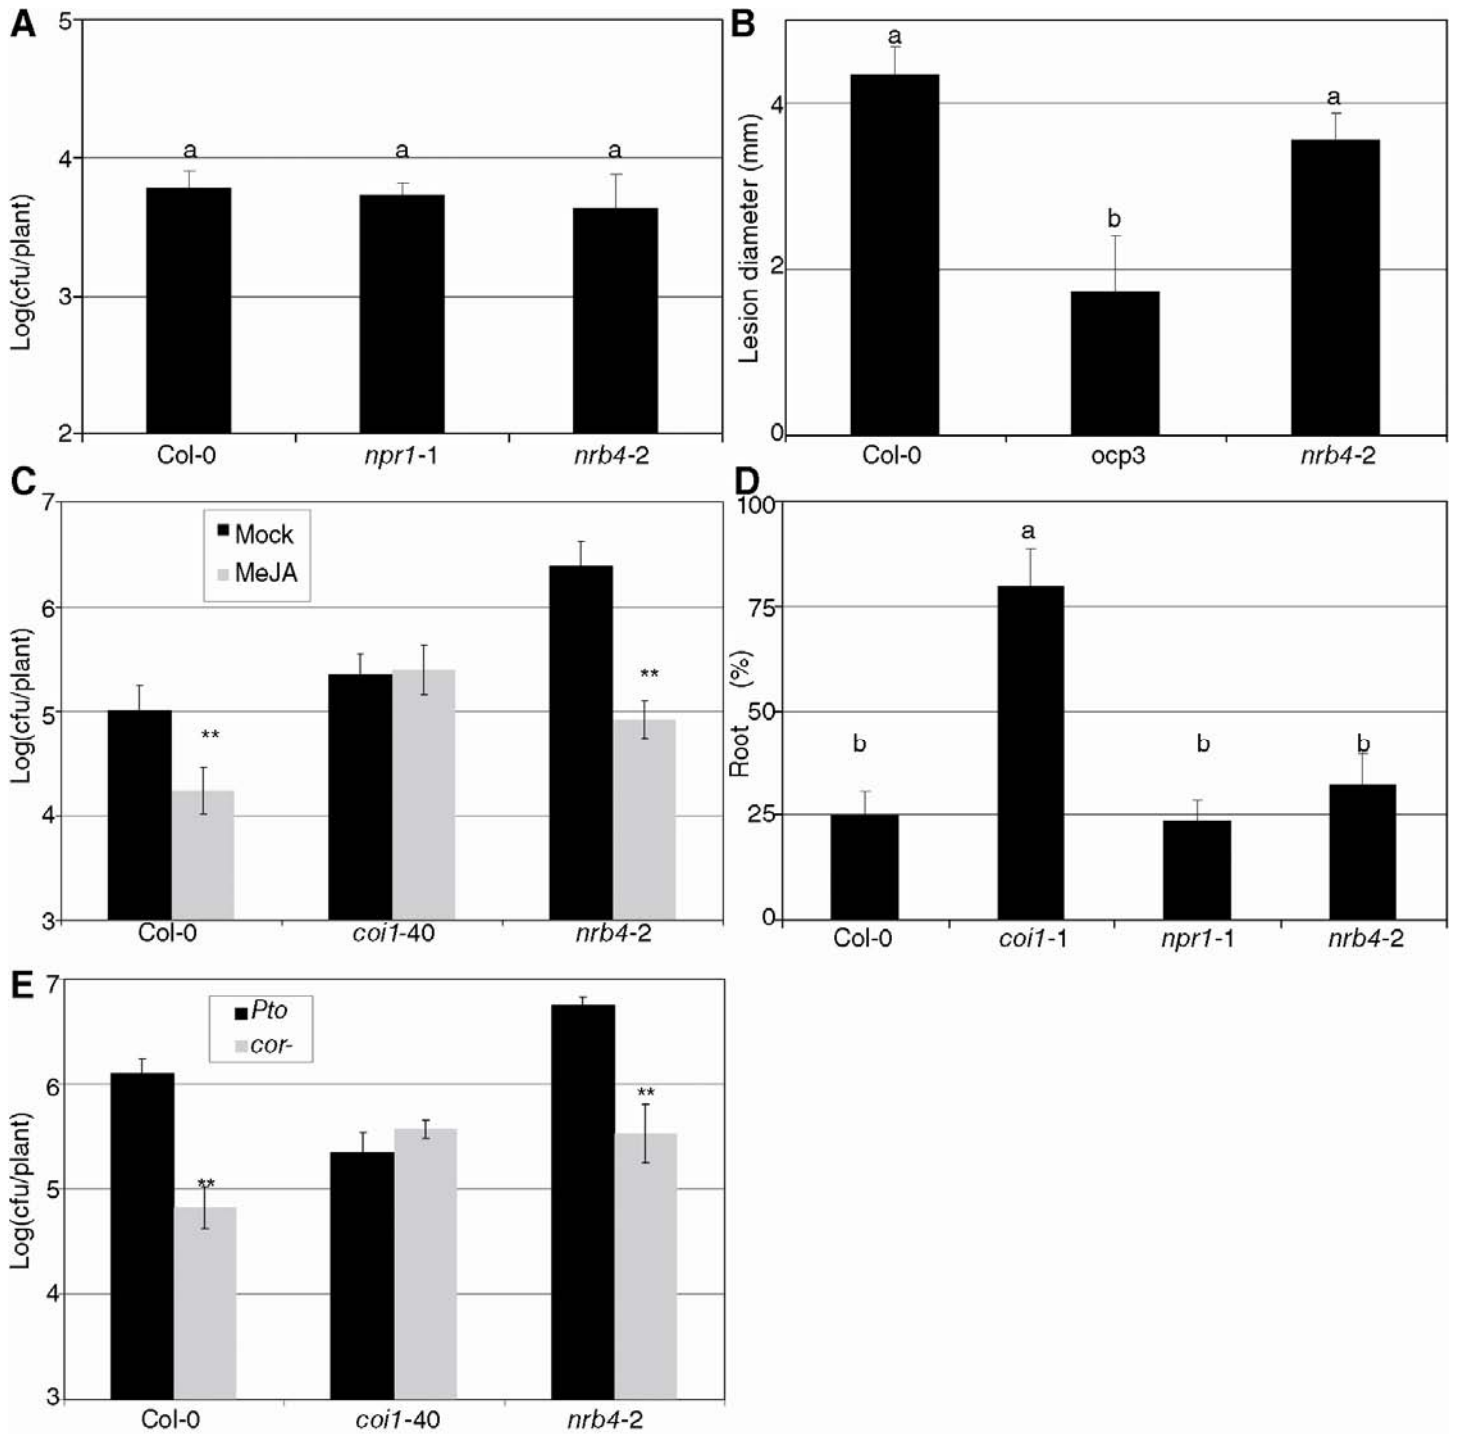 A
5
4
3
2
Log(cfu/plant)
a
a
a
Col-0
npr1-1
nrb4-2
B
4
2
0
Lesion diameter (mm)
a
b
a
Col-0
ocp3
nrb4-2
C
7
6
5
4
3
Log(cfu/plant)
Mock
MeJA
**
**
Col-0
coi1-40
nrb4-2
D
100
75
50
25
0
Root (%)
b
a
b
b
Col-0
coi1-1
npr1-1
nrb4-2
E
7
6
5
4
3
Log(cfu/plant)
Pto
cor-
**
**
Col-0
coi1-40
nrb4-2